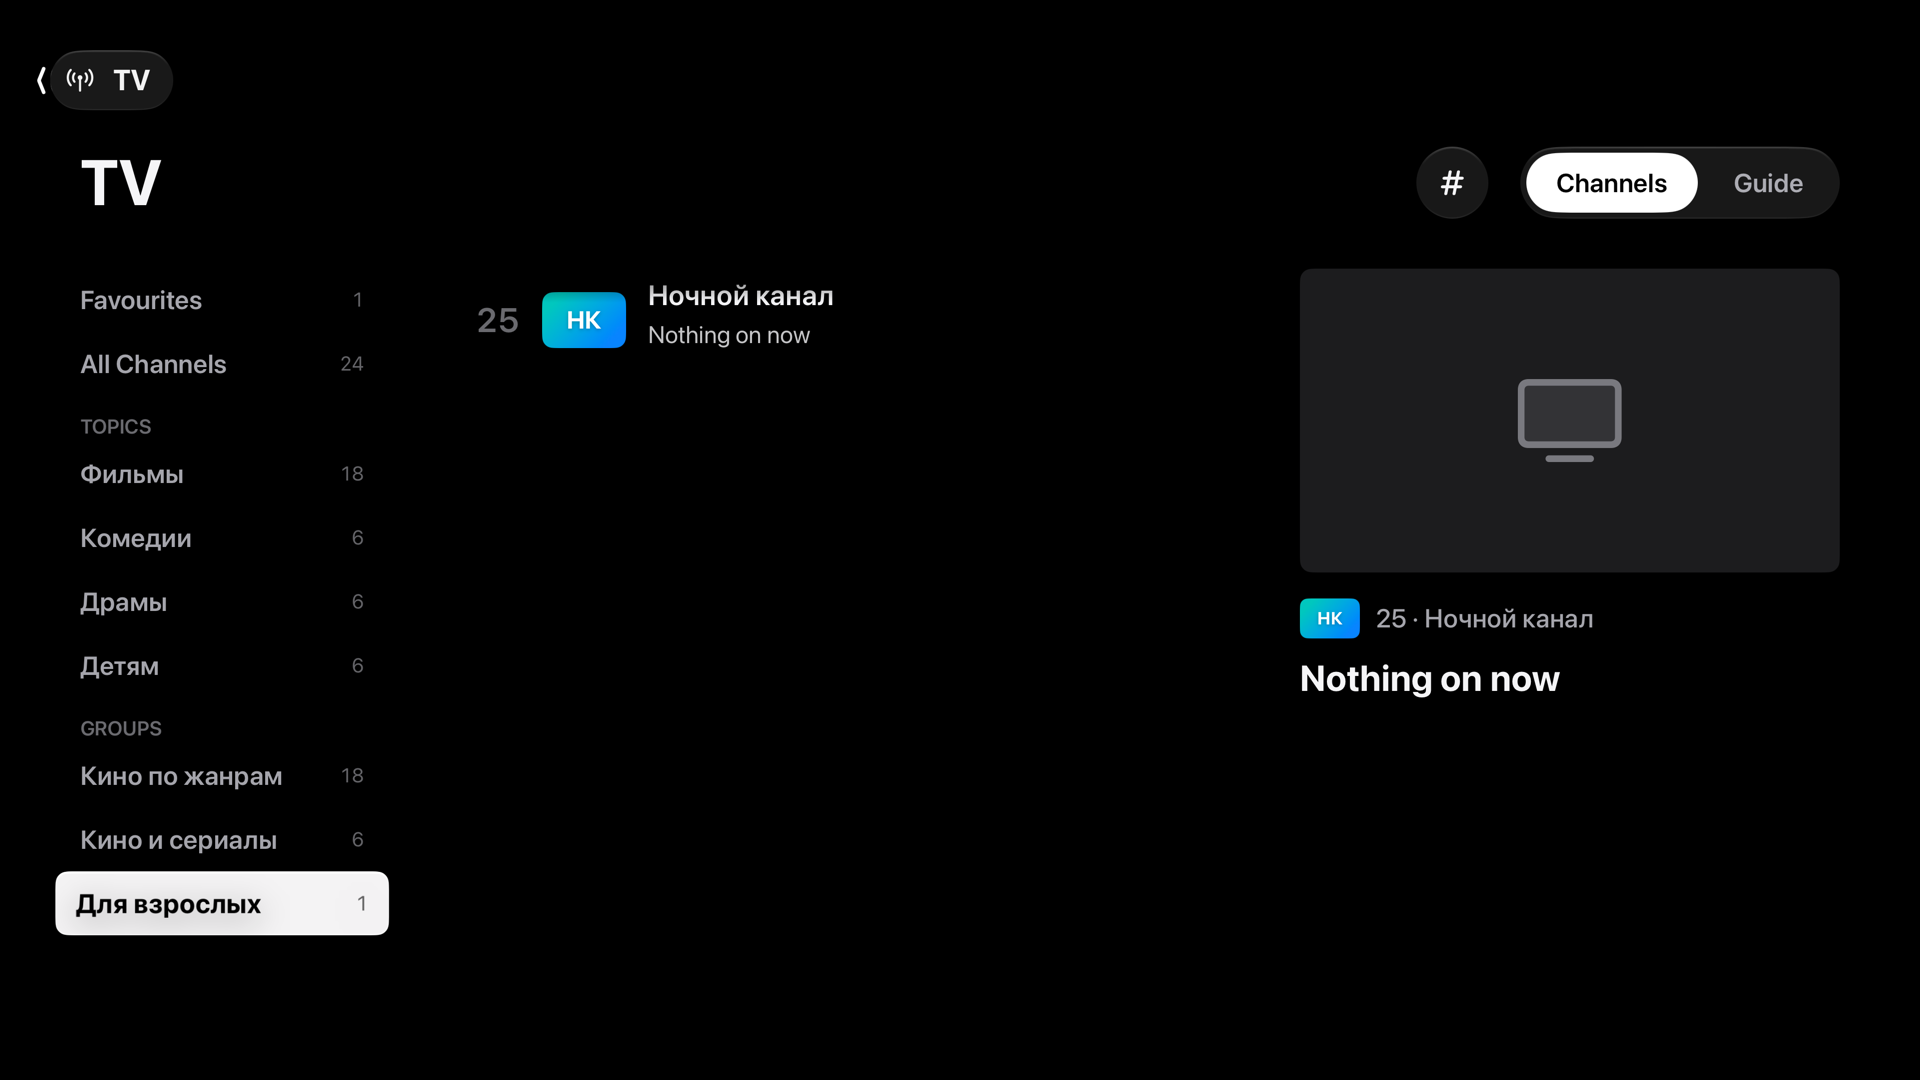 TV
TV
#
Channels
Guide
Favourites 1
All Channels 24
TOPICS
Фильмы 18
Комедии 6
Драмы 6
Детям 6
GROUPS
Кино по жанрам 18
Кино и сериалы 6
Для взрослых 1
25
НК
Ночной канал
Nothing on now
НК
25 · Ночной канал
Nothing on now